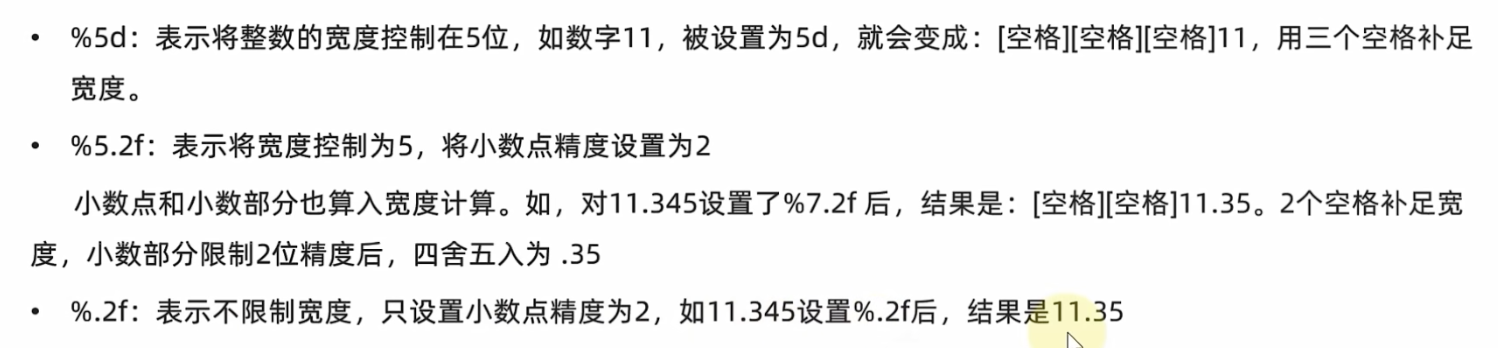 • %5d：表示将整数的宽度控制在5位，如数字11，被设置为5d，就会变成：[空格][空格][空格]11，用三个空格补足
宽度。
• %5.2f：表示将宽度控制为5，将小数点精度设置为2
小数点和小数部分也算入宽度计算。如，对11.345设置了%7.2f 后，结果是：[空格][空格]11.35。2个空格补足宽
度，小数部分限制2位精度后，四舍五入为 .35
• %.2f：表示不限制宽度，只设置小数点精度为2，如11.345设置%.2f后，结果是11.35